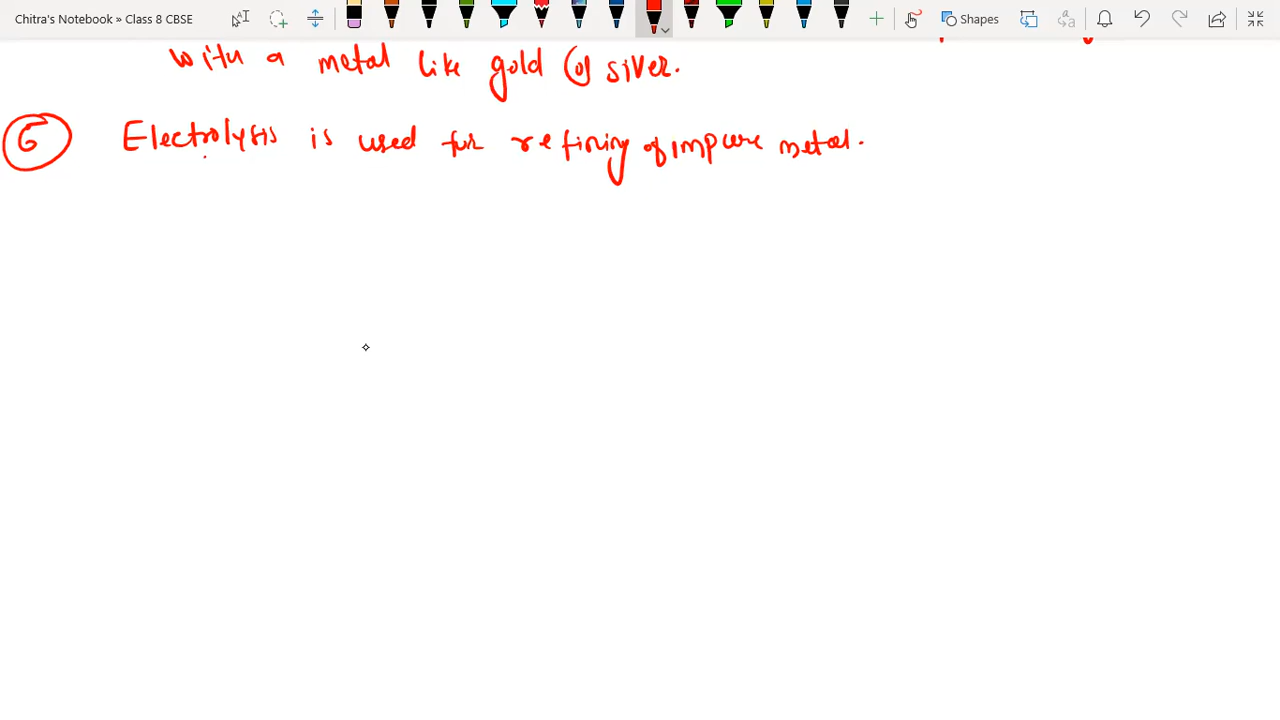 Chitra's Notebook » Class 8 CBSE
Shapes
with a metal like gold (or) silver.
6 Electrolysis is used for refining of impure metal.